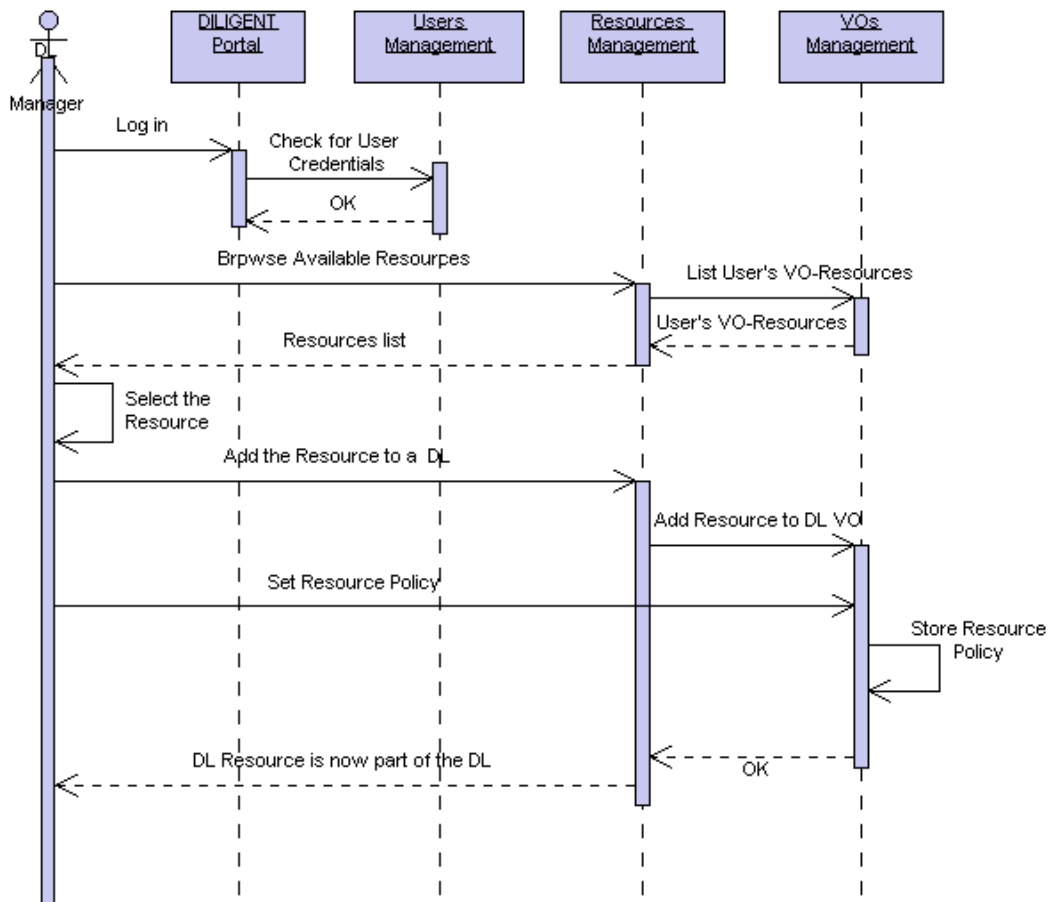 DILIGENT
Portal
Users
Management
Resources
Management
VOs
Management
DL
Manager
Log in
Check for User
Credentials
OK
Brpwse Available Resources
List User's VO-Resources
User's VO-Resources
Resources list
Select the
Resource
Add the Resource to a DL
Add Resource to DL VO
Set Resource Policy
Store Resource
Policy
DL Resource is now part of the DL
OK